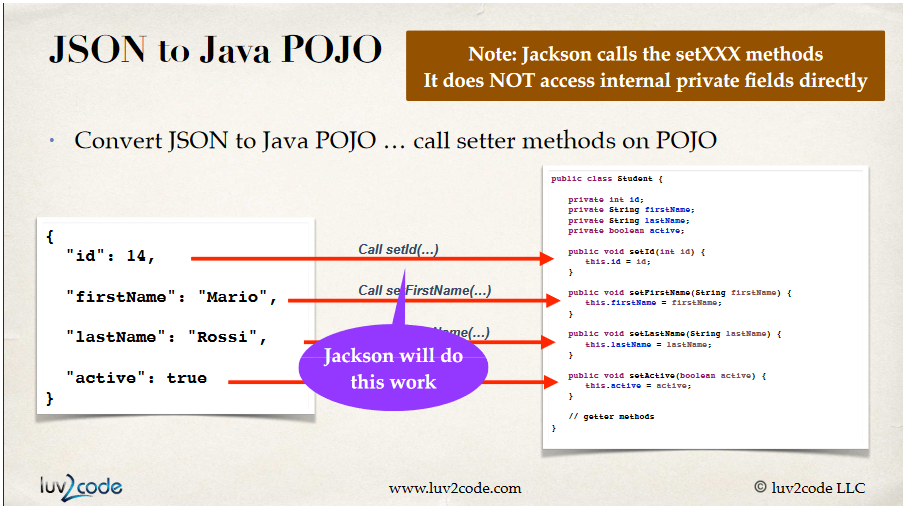 JSON to Java POJO
Note: Jackson calls the setXXX methods
It does NOT access internal private fields directly
• Convert JSON to Java POJO … call setter methods on POJO
{
"id": 14,
"firstName": "Mario",
"lastName": "Rossi",
"active": true
}
Call setId(…)
Call setFirstName(…)
Name(…)
Jackson will do
this work
public class Student {
private int id;
private String firstName;
private String lastName;
private boolean active;
public void setId(int id) {
this.id = id;
}
public void setFirstName(String firstName) {
this.firstName = firstName;
}
public void setLastName(String lastName) {
this.lastName = lastName;
}
public void setActive(boolean active) {
this.active = active;
}
// getter methods
}
luv2code
www.luv2code.com
© luv2code LLC